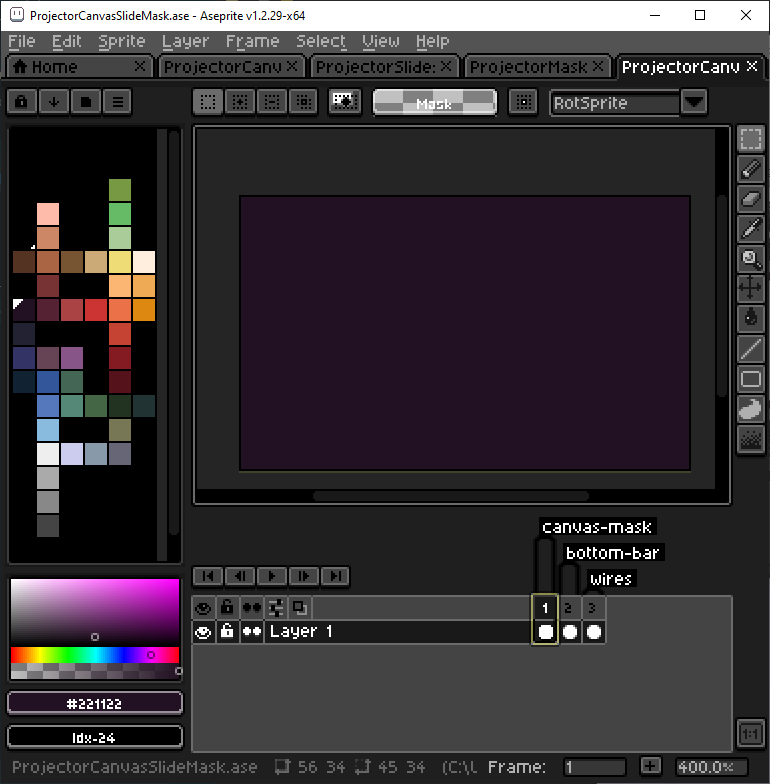 ProjectorCanvasSlideMask.ase - Aseprite v1.2.29-x64
File Edit Sprite Layer Frame Select View Help
Home ProjectorCanv ProjectorSlide: ProjectorMask ProjectorCanv
Mask RotSprite
canvas-mask
bottom-bar
wires
1 2 3
Layer 1
#221122
Idx-24
1:1
ProjectorCanvasSlideMask.ase 56 34 45 34 (C:\U Frame: 1 400.0%